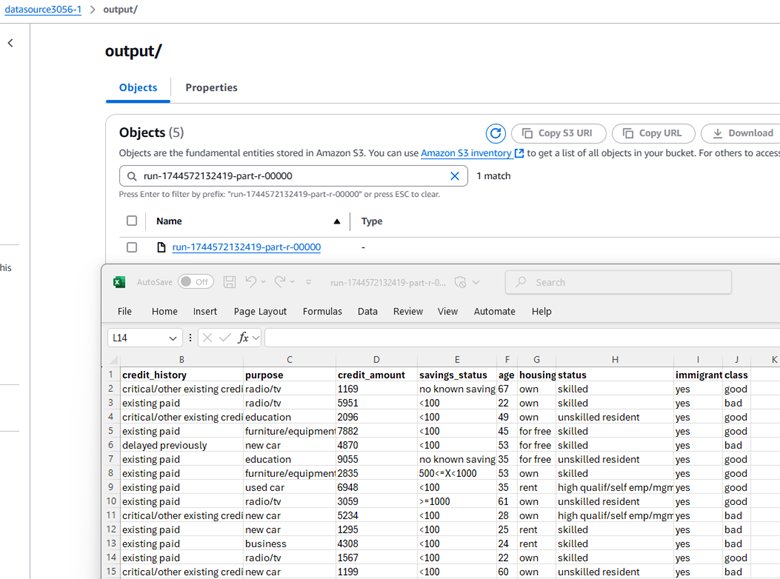 datasource3056-1 > output/
output/
Objects Properties
Objects (5) Copy S3 URI Copy URL Download
Objects are the fundamental entities stored in Amazon S3. You can use Amazon S3 inventory to get a list of all objects in your bucket. For others to access
run-1744572132419-part-r-00000 1 match
Press Enter to filter by prefix: "run-1744572132419-part-r-00000" or press ESC to clear.
Name Type
his
run-1744572132419-part-r-00000 -
AutoSave Off run-1744572132419-part-r-0... Search
File Home Insert Page Layout Formulas Data Review View Automate Help
L14 fx
B C D E F G H I J K
1 credit_history purpose credit_amount savings_status age housing status immigrant class
2 critical/other existing credi radio/tv 1169 no known saving 67 own skilled yes good
3 existing paid radio/tv 5951 <100 22 own skilled yes bad
4 critical/other existing credi education 2096 <100 49 own unskilled resident yes good
5 existing paid furniture/equipment 7882 <100 45 for free skilled yes good
6 delayed previously new car 4870 <100 53 for free skilled yes bad
7 existing paid education 9055 no known saving 35 for free unskilled resident yes good
8 existing paid furniture/equipment 2835 500<=X<1000 53 own skilled yes good
9 existing paid used car 6948 <100 35 rent high qualif/self emp/mgm yes good
10 existing paid radio/tv 3059 >=1000 61 own unskilled resident yes good
11 critical/other existing credi new car 5234 <100 28 own high qualif/self emp/mgm yes bad
12 existing paid new car 1295 <100 25 rent skilled yes bad
13 existing paid business 4308 <100 24 rent skilled yes bad
14 existing paid radio/tv 1567 <100 22 own skilled yes good
15 critical/other existing credi new car 1199 <100 60 own unskilled resident yes bad